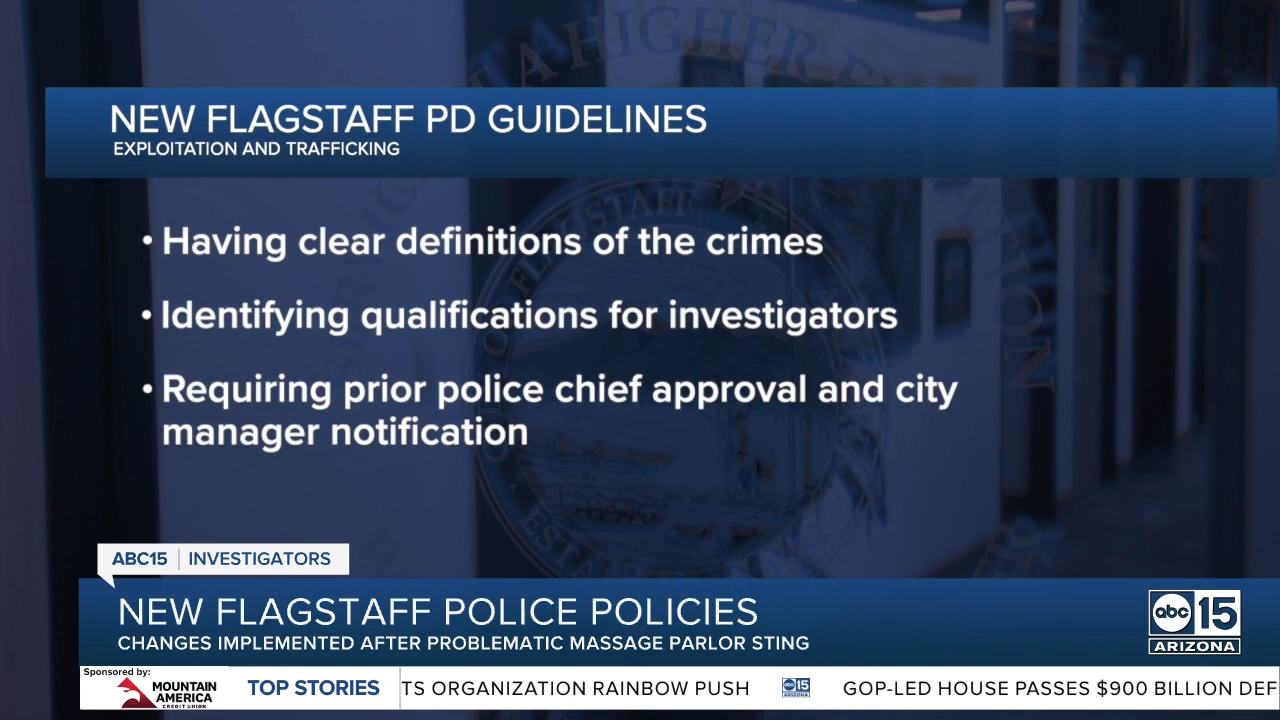 NEW FLAGSTAFF PD GUIDELINES
EXPLOITATION AND TRAFFICKING
• Having clear definitions of the crimes
• Identifying qualifications for investigators
• Requiring prior police chief approval and city
manager notification
ABC15 | INVESTIGATORS
NEW FLAGSTAFF POLICE POLICIES
CHANGES IMPLEMENTED AFTER PROBLEMATIC MASSAGE PARLOR STING
abc 15
ARIZONA
Sponsored by:
MOUNTAIN
AMERICA
CREDIT UNION
TOP STORIES
TS ORGANIZATION RAINBOW PUSH
abc 15
ARIZONA
GOP-LED HOUSE PASSES $900 BILLION DEF